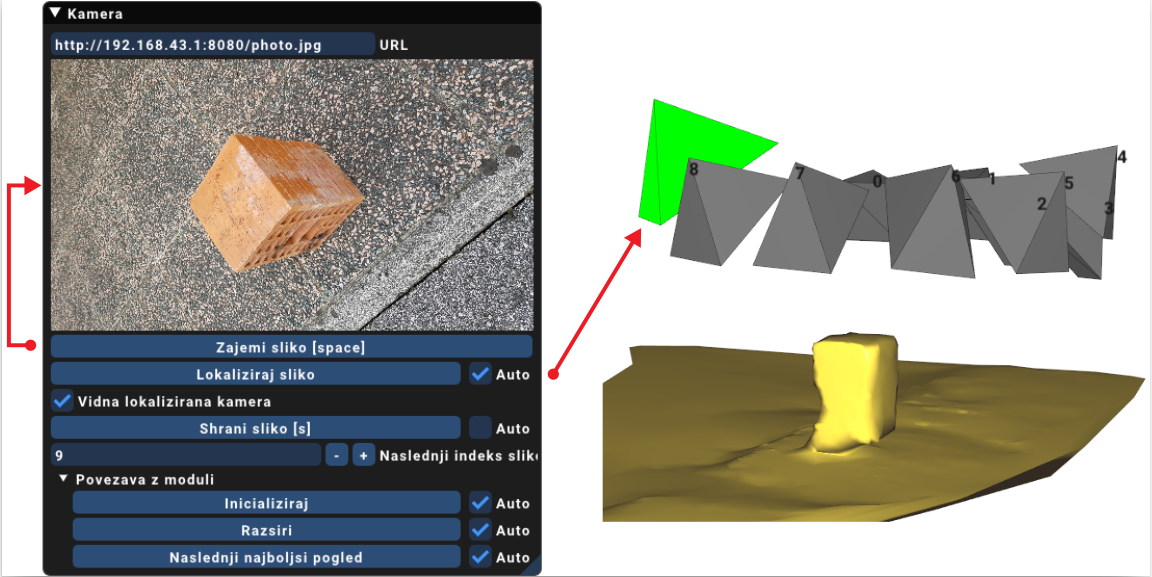 Kamera
http://192.168.43.1:8080/photo.jpg URL
Zajemi sliko [space]
Lokaliziraj sliko Auto
Vidna lokalizirana kamera
Shrani sliko [s] Auto
9 - + Naslednji indeks slik
Povezava z moduli
Inicializiraj Auto
Razsiri Auto
Naslednji najboljsi pogled Auto
4
8 7 0 6 1 5
2 3